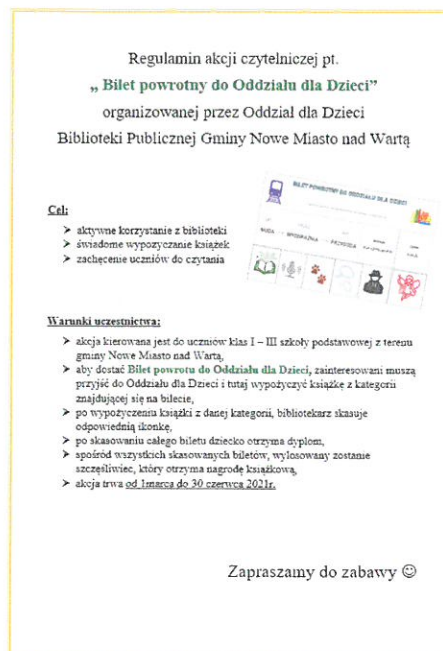 Regulamin akcji czytelniczej pt.
„ Bilet powrotny do Oddziału dla Dzieci”
organizowanej przez Oddział dla Dzieci
Biblioteki Publicznej Gminy Nowe Miasto nad Wartą
BILET POWROTNY DO ODDZIAŁU DLA DZIECI
Cel:
➤ aktywne korzystanie z biblioteki
➤ świadome wypożyczanie książek
➤ zachęcenie uczniów do czytania
PRZYRODA
Warunki uczestnictwa:
➤ akcja kierowana jest do uczniów klas I – III szkoły podstawowej z terenu
gminy Nowe Miasto nad Wartą,
➤ aby dostać Bilet powrotu do Oddziału dla Dzieci, zainteresowani muszą
przyjść do Oddziału dla Dzieci i tutaj wypożyczyć książkę z kategorii
znajdującej się na bilecie,
➤ po wypożyczeniu książki z danej kategorii, bibliotekarz skasuje
odpowiednią ikonkę,
➤ po skasowaniu całego biletu dziecko otrzyma dyplom,
➤ spośród wszystkich skasowanych biletów, wylosowany zostanie
szczęśliwiec, który otrzyma nagrodę książkową,
➤ akcja trwa od 1marca do 30 czerwca 2021r.
Zapraszamy do zabawy ☺